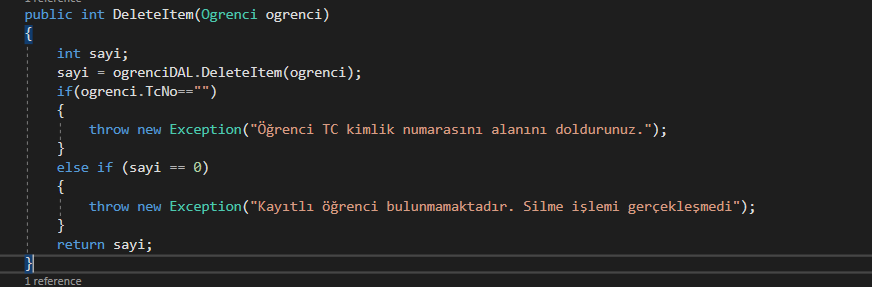 1 reference
public int DeleteItem(Ogrenci ogrenci)
{
int sayi;
sayi = ogrenciDAL.DeleteItem(ogrenci);
if(ogrenci.TcNo=="")
{
throw new Exception("Öğrenci TC kimlik numarasını alanını doldurunuz.");
}
else if (sayi == 0)
{
throw new Exception("Kayıtlı öğrenci bulunmamaktadır. Silme işlemi gerçekleşmedi");
}
return sayi;
}
1 reference